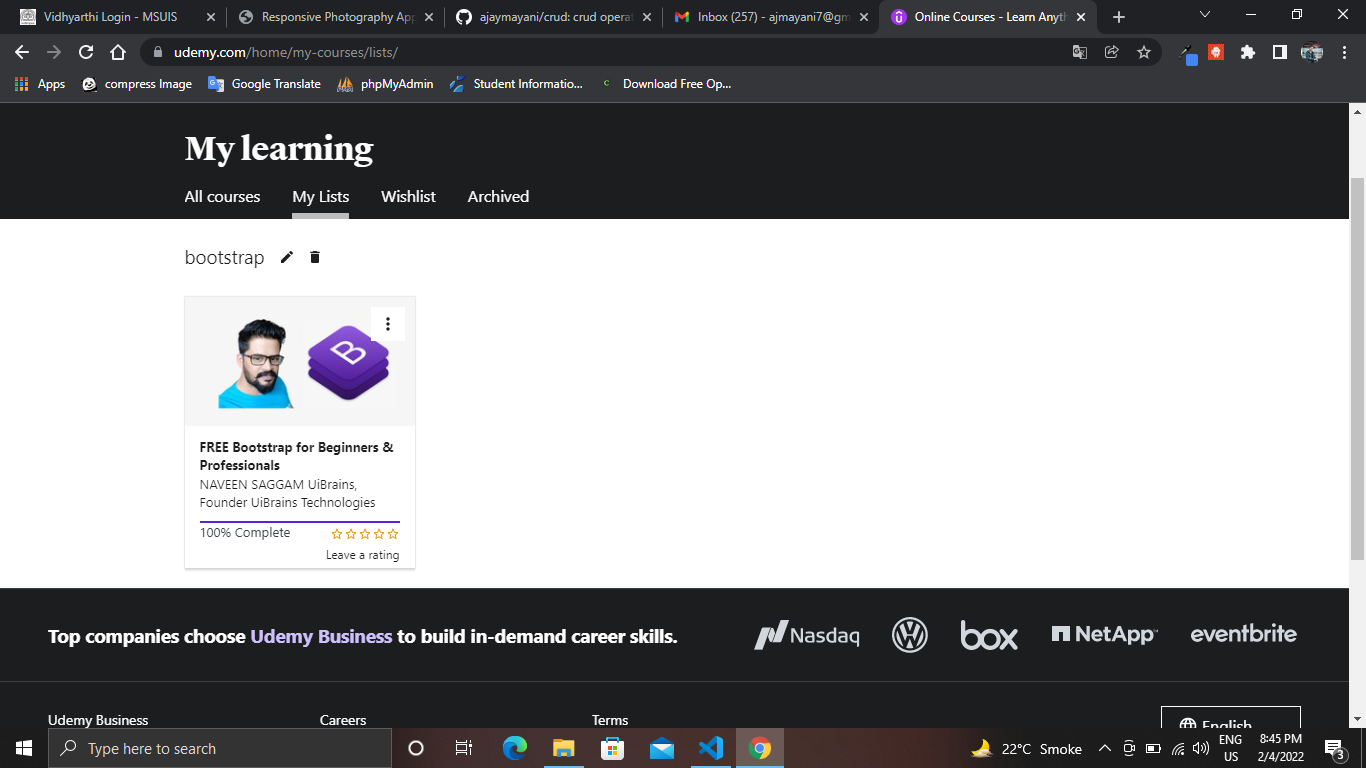 Vidhyarthi Login - MSUIS
Responsive Photography App
ajaymayani/crud: crud operat
Inbox (257) - ajmayani7@gm
Online Courses - Learn Anyth
udemy.com/home/my-courses/lists/
Apps
compress Image
Google Translate
phpMyAdmin
Student Informatio...
Download Free Op...
My learning
All courses
My Lists
Wishlist
Archived
bootstrap
B
FREE Bootstrap for Beginners &
Professionals
NAVEEN SAGGAM UiBrains,
Founder UiBrains Technologies
100% Complete
Leave a rating
Top companies choose Udemy Business to build in-demand career skills.
Nasdaq
box
NetApp
eventbrite
Udemy Business
Careers
Terms
English
Type here to search
22°C Smoke
ENG
US
8:45 PM
2/4/2022
3